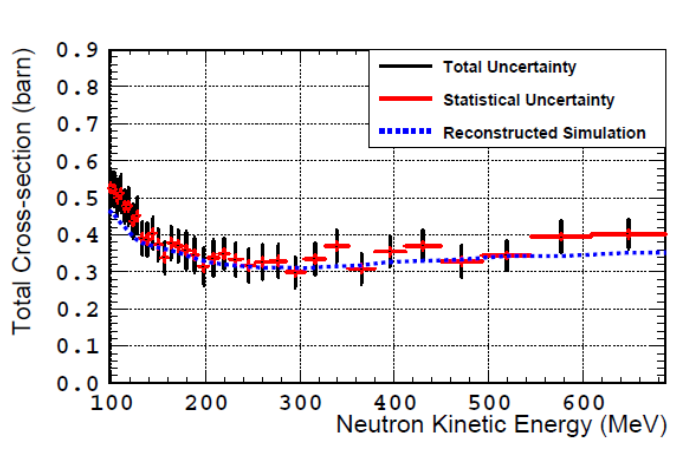 Total Cross-section (barn)
0.9
0.8
0.7
0.6
0.5
0.4
0.3
0.2
0.1
0.0
Total Uncertainty
Statistical Uncertainty
Reconstructed Simulation
100 200 300 400 500 600
Neutron Kinetic Energy (MeV)